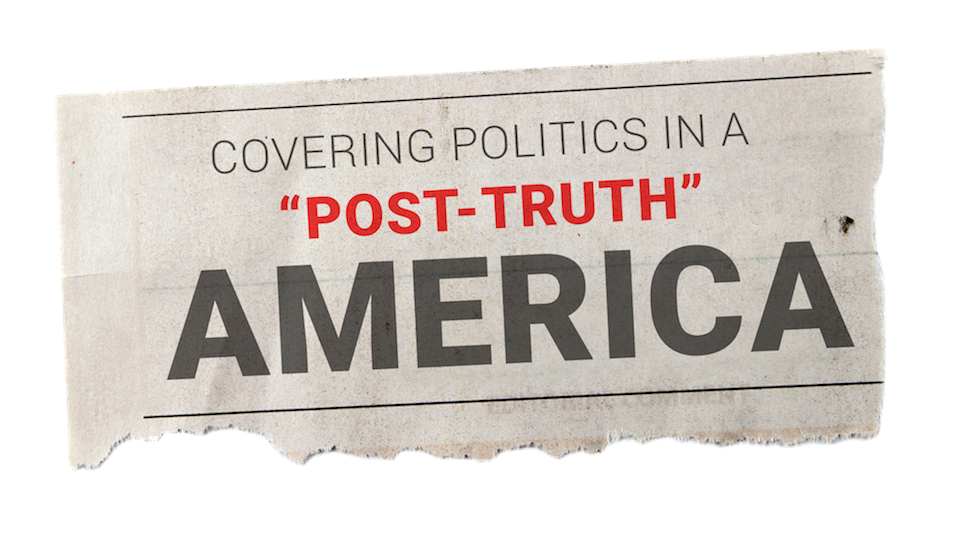 COVERING POLITICS IN A
“POST-TRUTH”
AMERICA